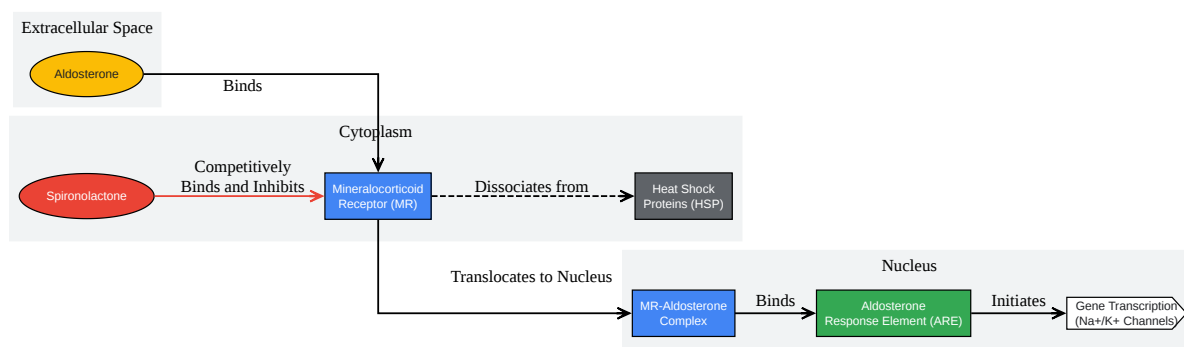 Extracellular Space
Aldosterone
Binds
Cytoplasm
Spironolactone
Competitively
Binds and Inhibits
Mineralocorticoid
Receptor (MR)
Dissociates from
Heat Shock
Proteins (HSP)
Translocates to Nucleus
Nucleus
MR-Aldosterone
Complex
Binds
Aldosterone
Response Element (ARE)
Initiates
Gene Transcription
(Na+/K+ Channels)